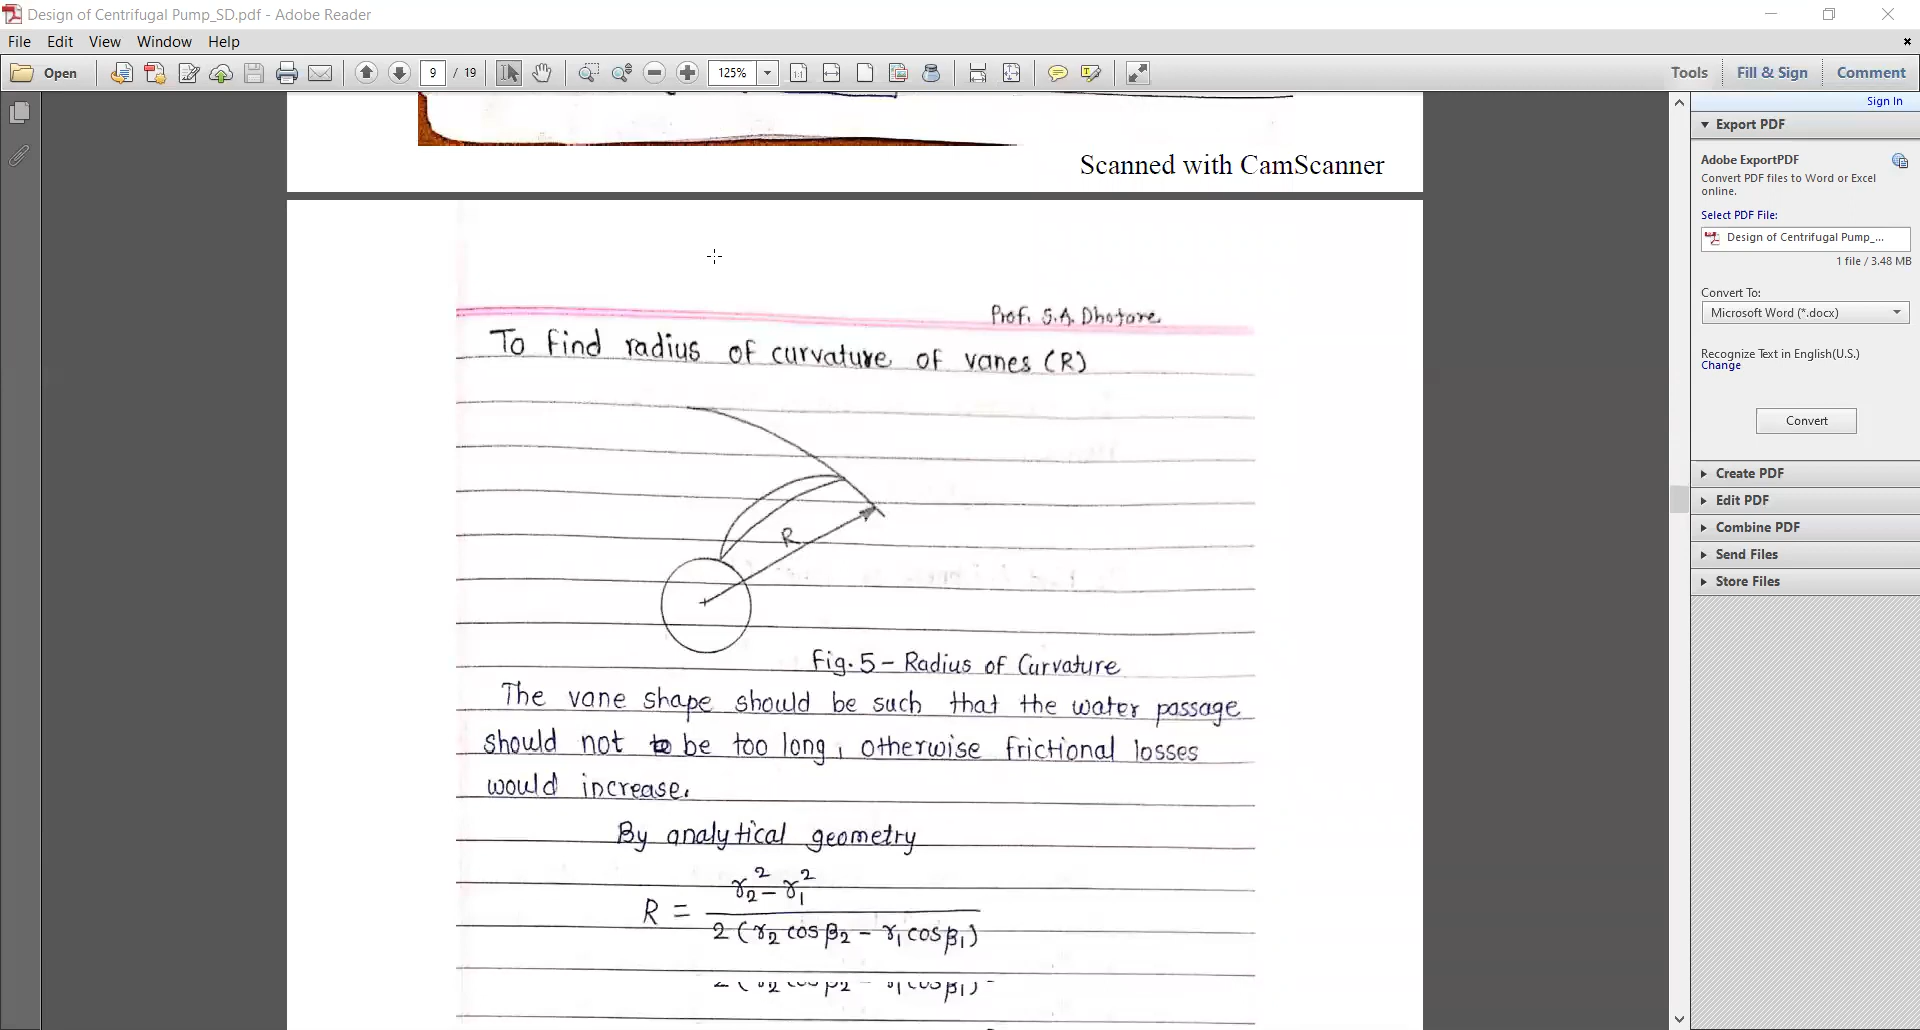 Design of Centrifugal Pump_SD.pdf - Adobe Reader
File Edit View Window Help
Open 9 / 19 125% Tools Fill & Sign Comment
Sign In
Export PDF
Adobe ExportPDF
Convert PDF files to Word or Excel
online.
Select PDF File:
Design of Centrifugal Pump_...
1 file / 3.48 MB
Convert To:
Microsoft Word (*.docx)
Recognize Text in English(U.S.)
Change
Convert
Create PDF
Edit PDF
Combine PDF
Send Files
Store Files
Scanned with CamScanner
Prof. S.A. Dhotare
To find radius of curvature of vanes (R)
R
Fig. 5 – Radius of Curvature
The vane shape should be such that the water passage
should not be too long, otherwise frictional losses
would increase.
By analytical geometry
R = (r₂² – r₁²) / 2 (r₂ cos β₂ – r₁ cos β₁)